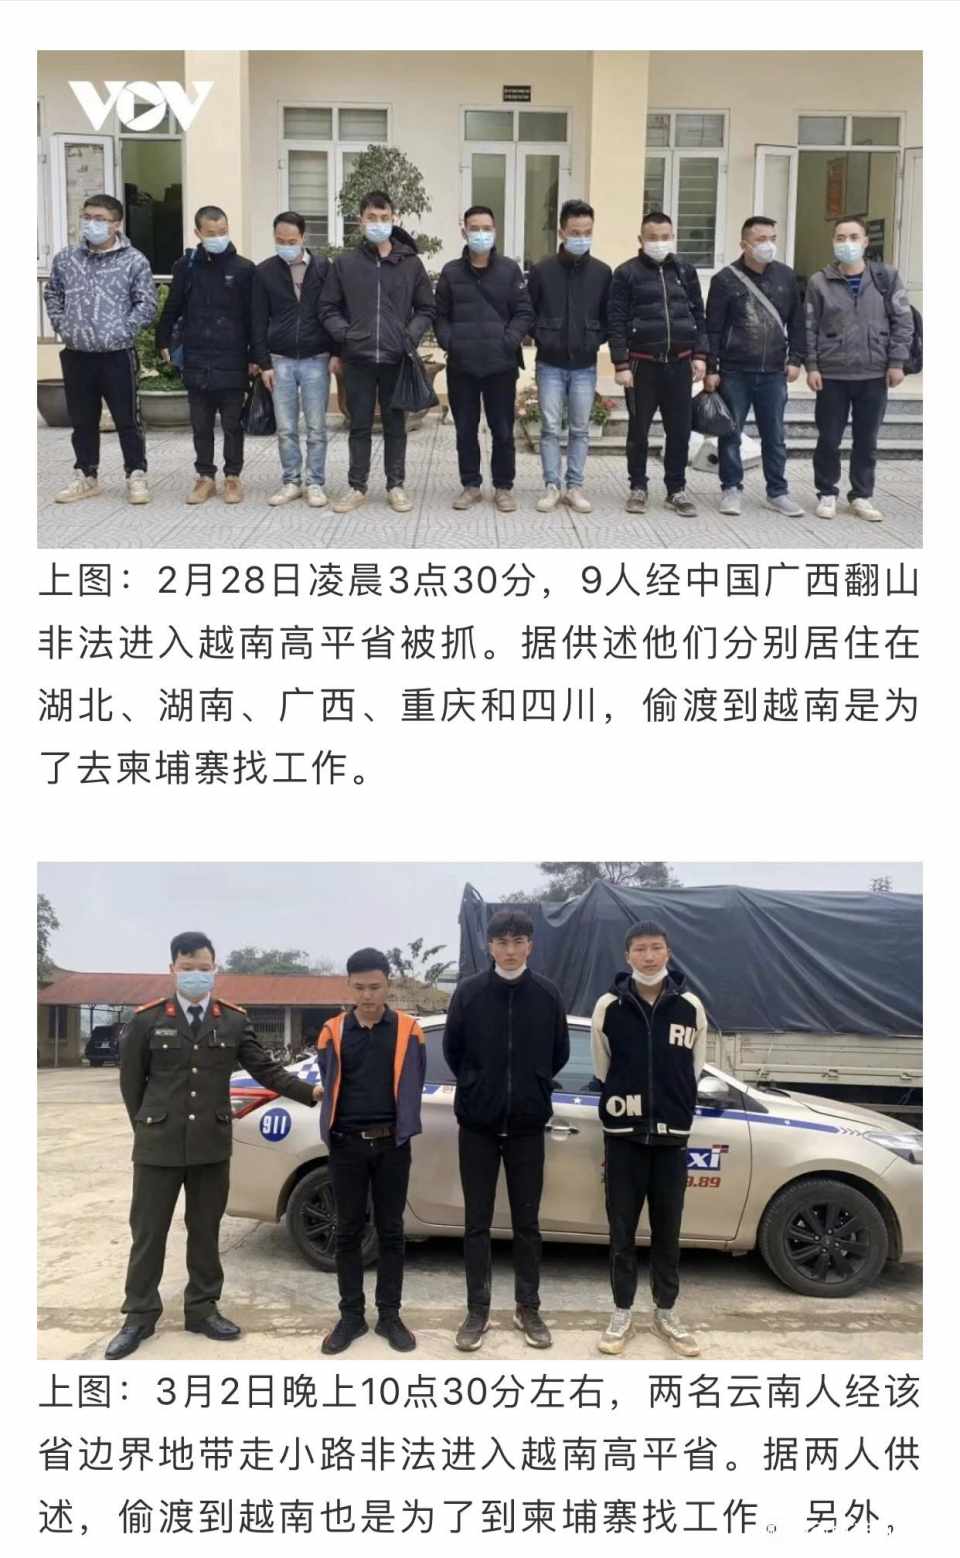 VOV
上图：2月28日凌晨3点30分，9人经中国广西翻山
非法进入越南高平省被抓。据供述他们分别居住在
湖北、湖南、广西、重庆和四川，偷渡到越南是为
了去柬埔寨找工作。
911
RU
ON
xi
9.89
上图：3月2日晚上10点30分左右，两名云南人经该
省边界地带走小路非法进入越南高平省。据两人供
述，偷渡到越南也是为了到柬埔寨找工作。另外，